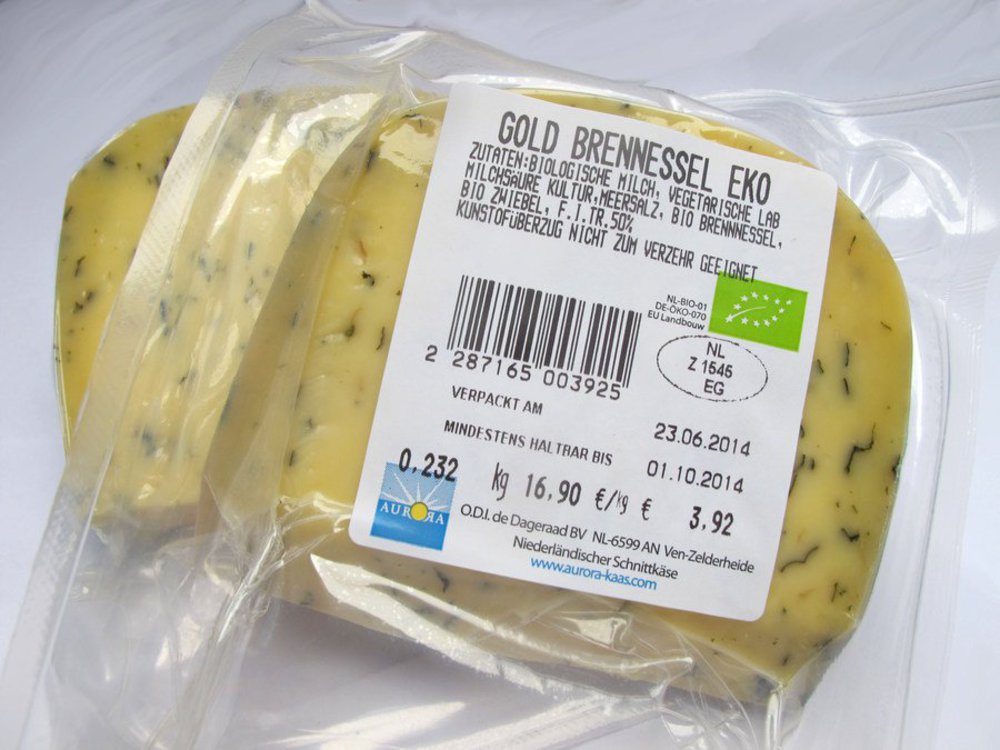 GOLD BRENNESSEL EKO
ZUTATEN:BIOLOGISCHE MILCH, VEGETARISCHE LAB
MILCHSÄURE KULTUR,MEERSALZ, BIO BRENNNESSEL,
BIO ZWIEBEL, F.I.TR.50%
KUNSTOFÜBERZUG NICHT ZUM VERZEHR GEEIGNET
NL-BIO-01
DE-ÖKO-070
EU Landbouw
NL
Z 1545
EG
2 287165 003925
VERPACKT AM
23.06.2014
MINDESTENS HALTBAR BIS
01.10.2014
0,232 kg 16,90 €/kg € 3,92
AURORA
O.D.I. de Dageraad BV NL-6599 AN Ven-Zelderheide
Niederländischer Schnittkäse
www.aurora-kaas.com